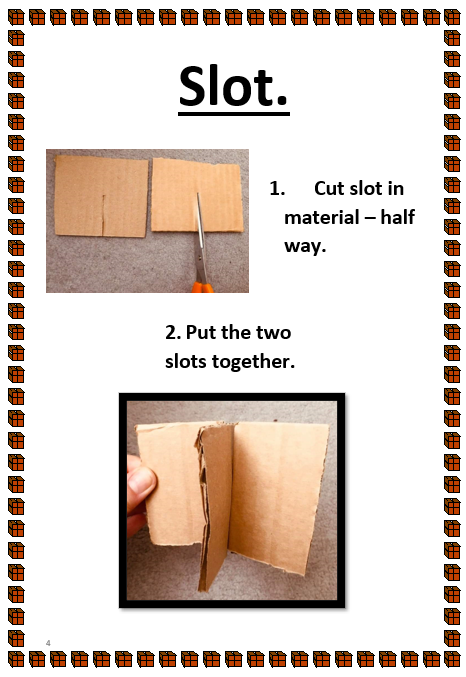 Slot.
1. Cut slot in
material – half
way.
2. Put the two
slots together.
4